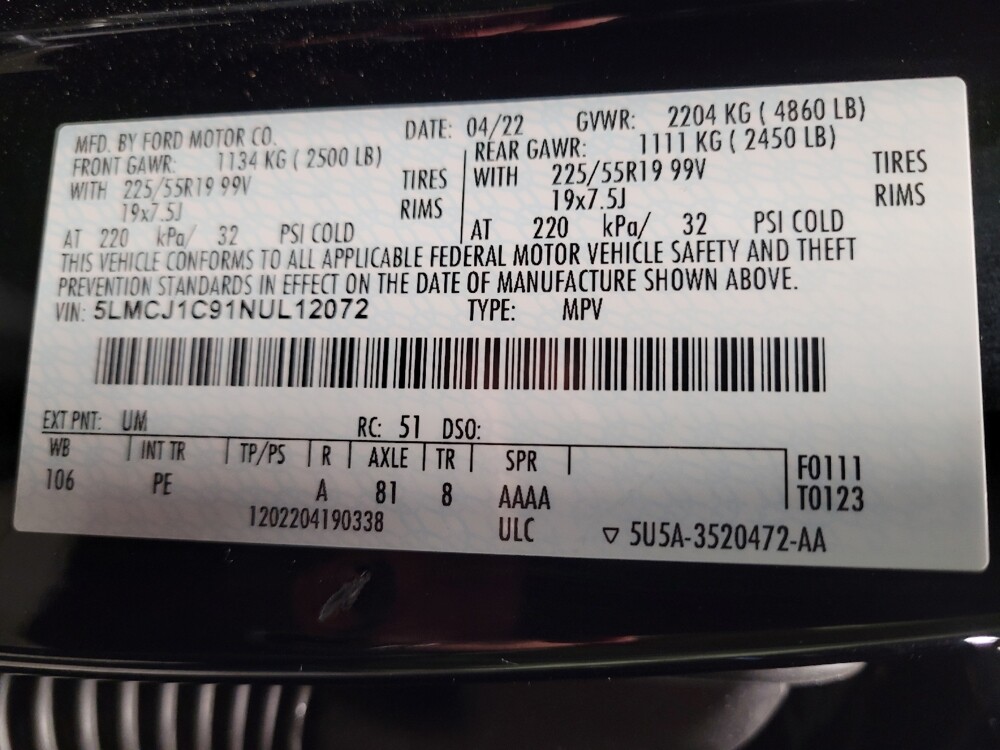 MFD. BY FORD MOTOR CO. DATE: 04/22 GVWR: 2204 KG ( 4860 LB)
FRONT GAWR: 1134 KG ( 2500 LB) REAR GAWR: 1111 KG ( 2450 LB)
WITH 225/55R19 99V TIRES WITH 225/55R19 99V TIRES
19x7.5J RIMS 19x7.5J RIMS
AT 220 kPa/ 32 PSI COLD AT 220 kPa/ 32 PSI COLD
THIS VEHICLE CONFORMS TO ALL APPLICABLE FEDERAL MOTOR VEHICLE SAFETY AND THEFT
PREVENTION STANDARDS IN EFFECT ON THE DATE OF MANUFACTURE SHOWN ABOVE.
VIN: 5LMCJ1C91NUL12072 TYPE: MPV
EXT PNT: UM RC: 51 DSO:
WB INT TR TP/PS R AXLE TR SPR F0111
106 PE A 81 8 AAAA T0123
1202204190338 ULC ▽ 5U5A-3520472-AA